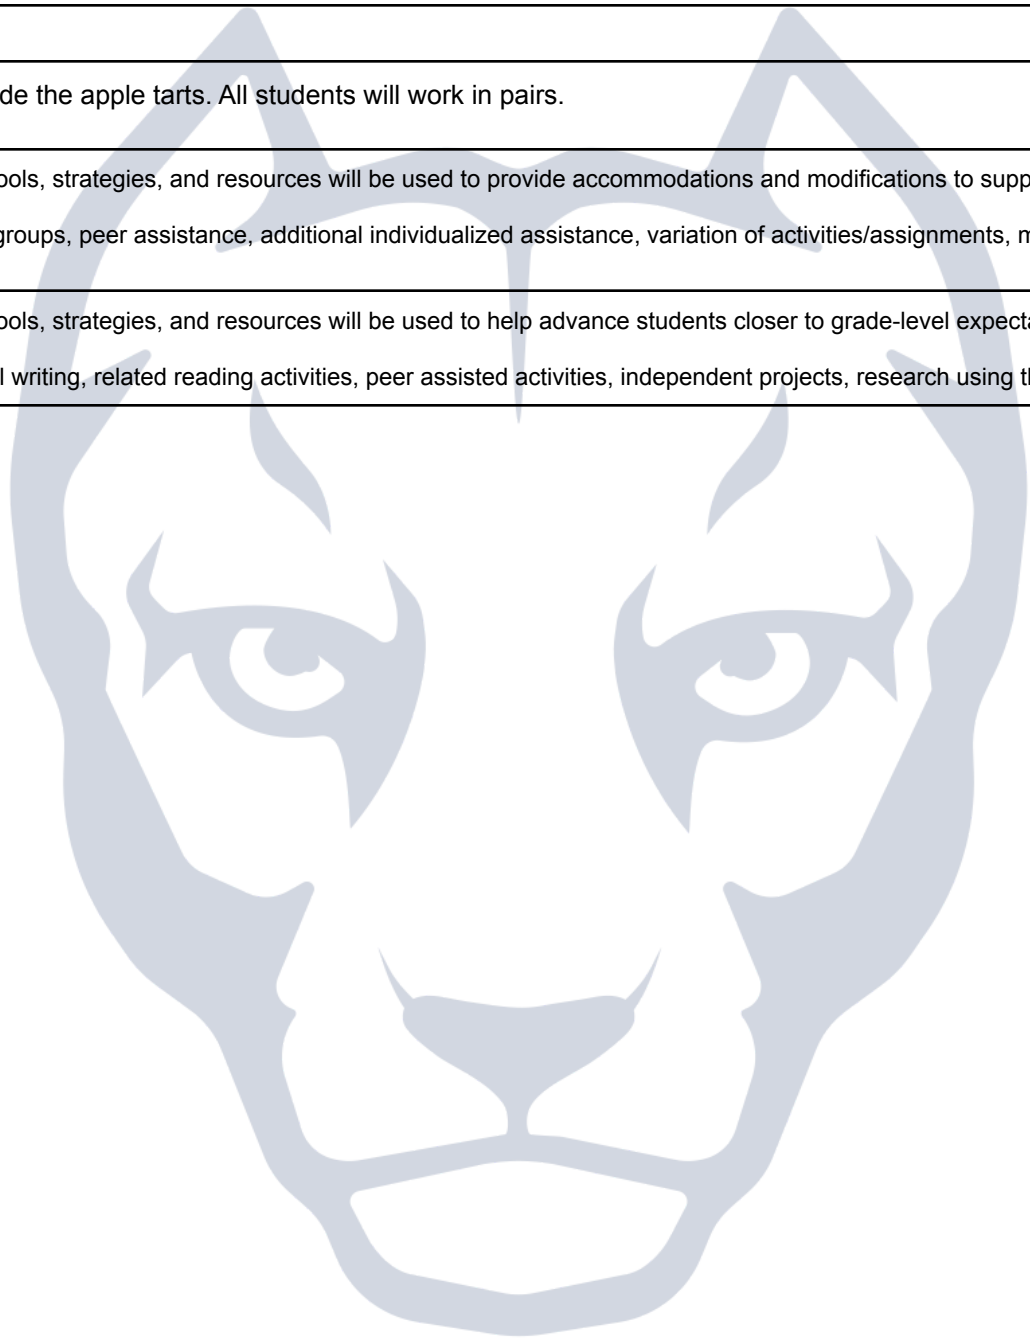 de the apple tarts. All students will work in pairs.
ools, strategies, and resources will be used to provide accommodations and modifications to supp
groups, peer assistance, additional individualized assistance, variation of activities/assignments, m
ools, strategies, and resources will be used to help advance students closer to grade-level expecta
l writing, related reading activities, peer assisted activities, independent projects, research using th